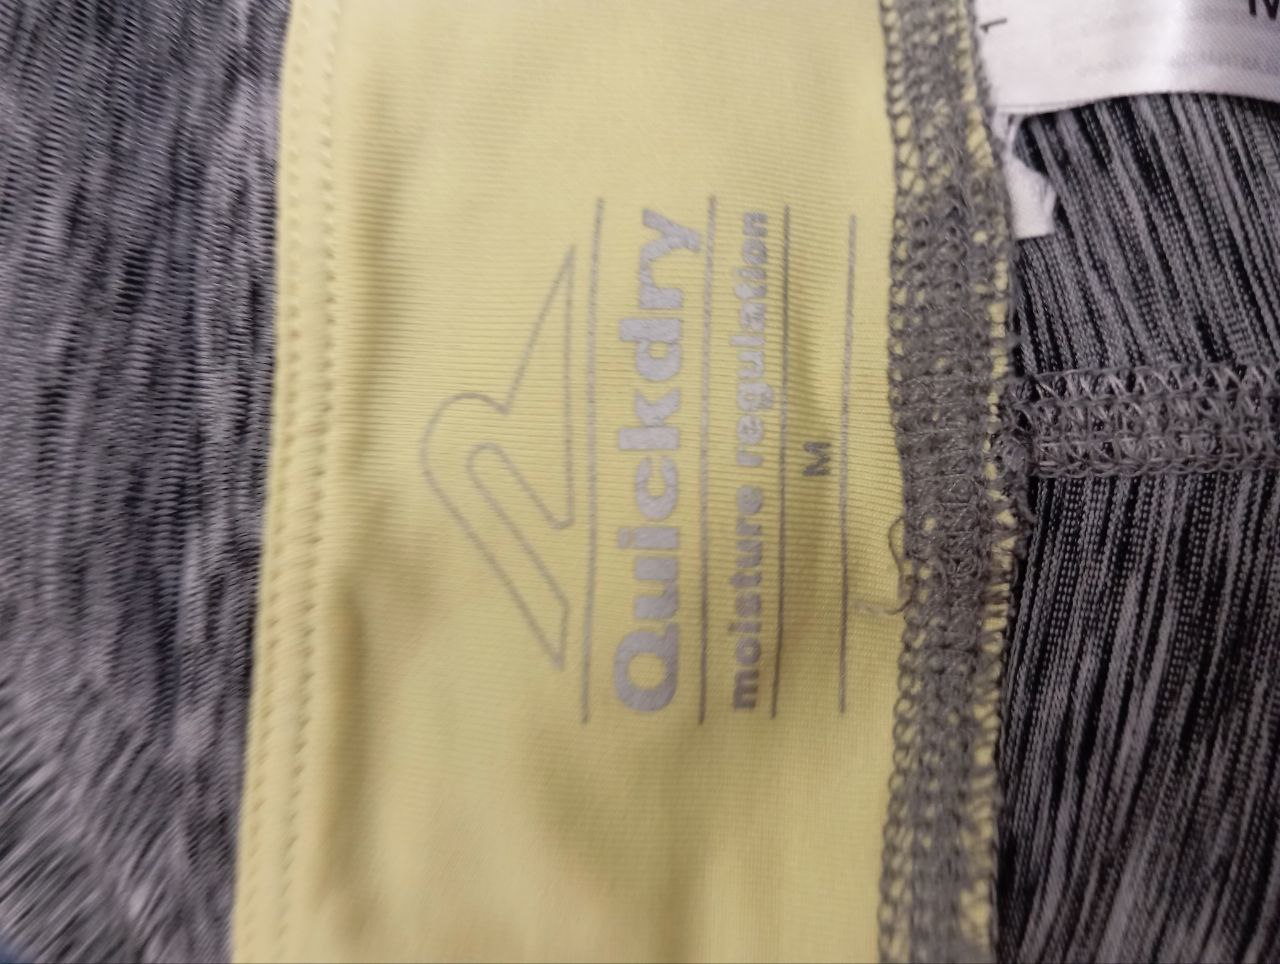 Quickdry
moisture regulation
M